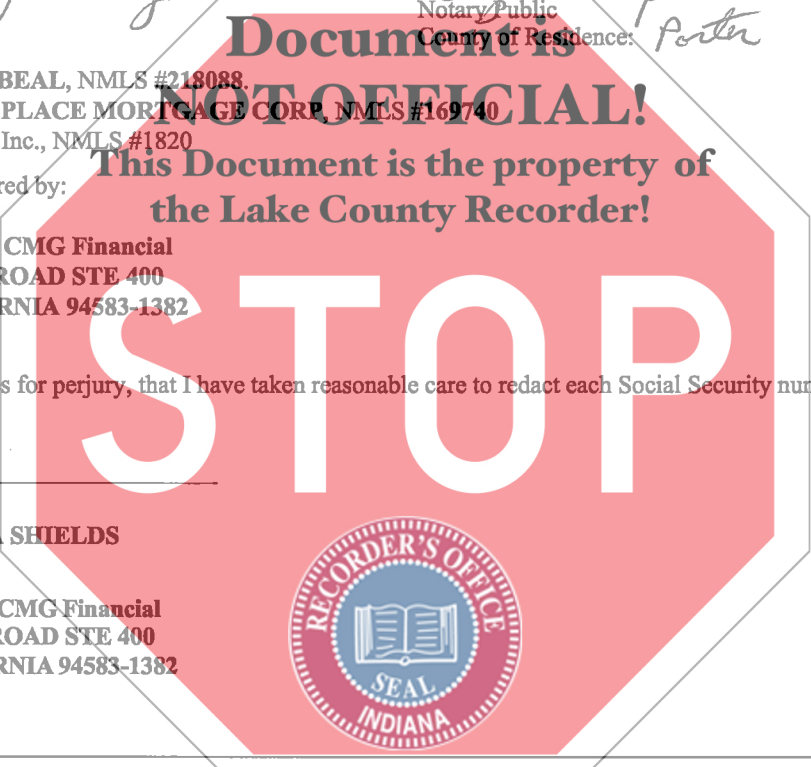 Notary Public
Document is
County of Residence: Porter
BEAL, NMLS #218088.
NOT OFFICIAL!
PLACE MORTGAGE CORP, NMLS #169740
Inc., NMLS #1820
This Document is the property of
red by:
the Lake County Recorder!
CMG Financial
ROAD STE 400
RNIA 94583-1382
STOP
s for perjury, that I have taken reasonable care to redact each Social Security num
SHIELDS
RECORDER'S OFFICE
SEAL
INDIANA
CMG Financial
ROAD STE 400
RNIA 94583-1382